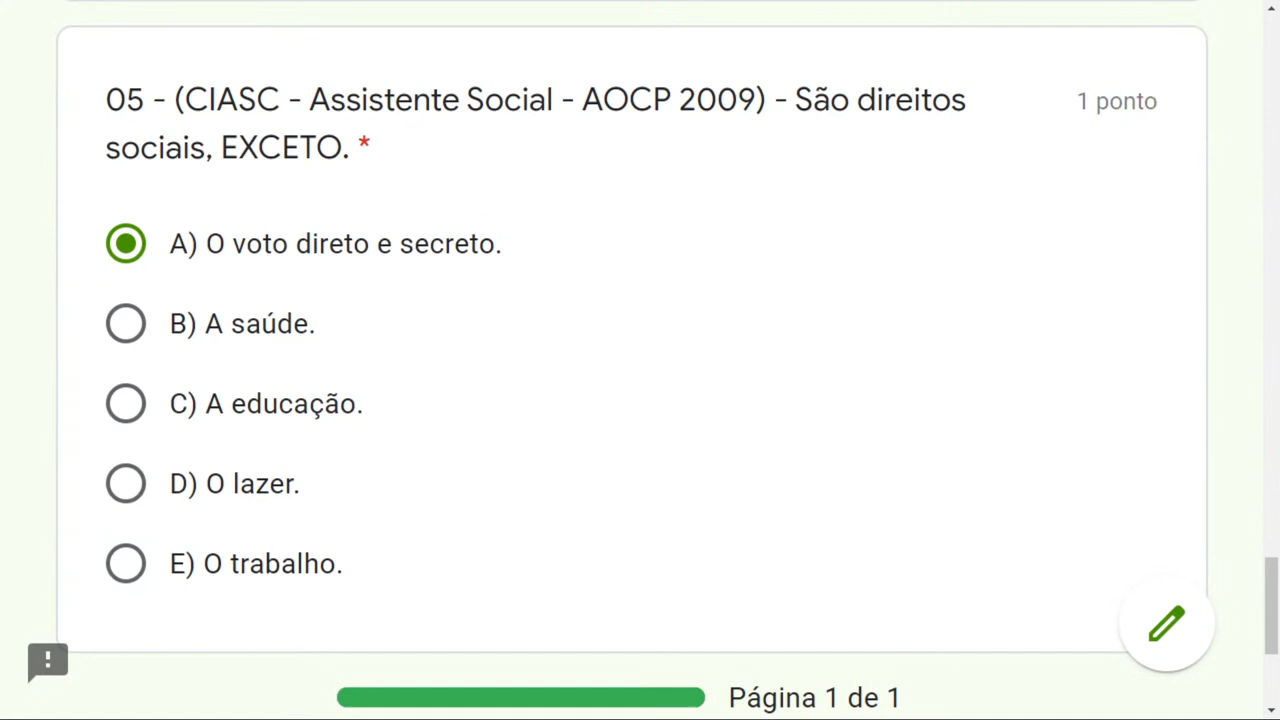 05 - (CIASC - Assistente Social - AOCP 2009) - São direitos
sociais, EXCETO. *
1 ponto
A) O voto direto e secreto.
B) A saúde.
C) A educação.
D) O lazer.
E) O trabalho.
!
Página 1 de 1